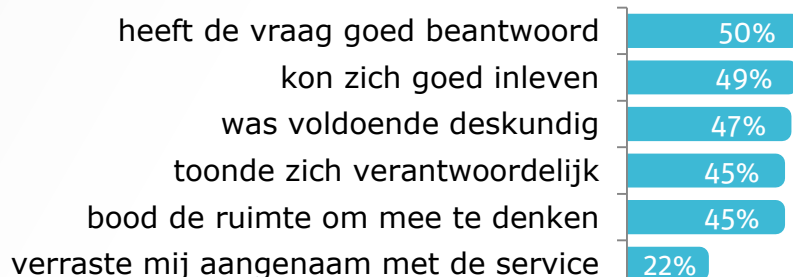 heeft de vraag goed beantwoord 50%
kon zich goed inleven 49%
was voldoende deskundig 47%
toonde zich verantwoordelijk 45%
bood de ruimte om mee te denken 45%
verraste mij aangenaam met de service 22%